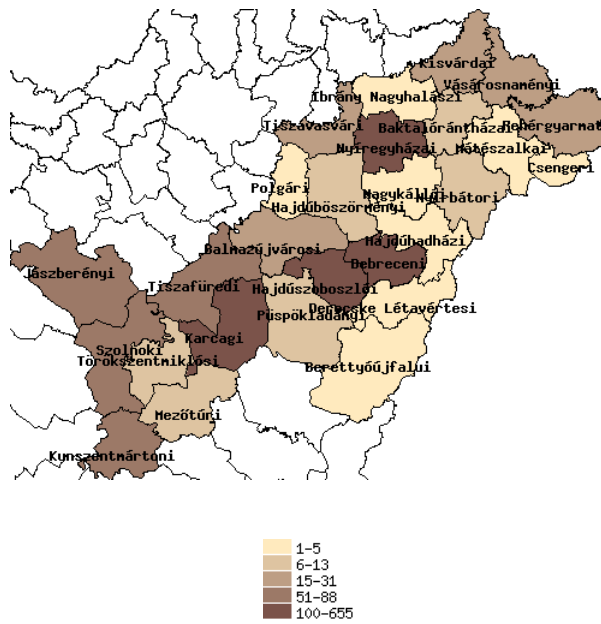 Kisvárdai
Vásárosnaményi
Ibrány Nagyhalászi
Tiszavasvári
Baktalórántházai
Fehérgyarmati
Nyíregyházai
Mátészalkai
Csengeri
Polgári
Nagykállói
Nyírbátori
Hajdúböszörményi
Hajdúhadházi
Balmazújvárosi
Debreceni
Jászberényi
Tiszafüredi
Hajdúszoboszlói
Derecske Létavértesi
Püspökladányi
Karcagi
Szolnoki
Törökszentmiklósi
Berettyóújfalui
Mezőtúri
Kunszentmártoni
1-5
6-13
15-31
51-88
100-655